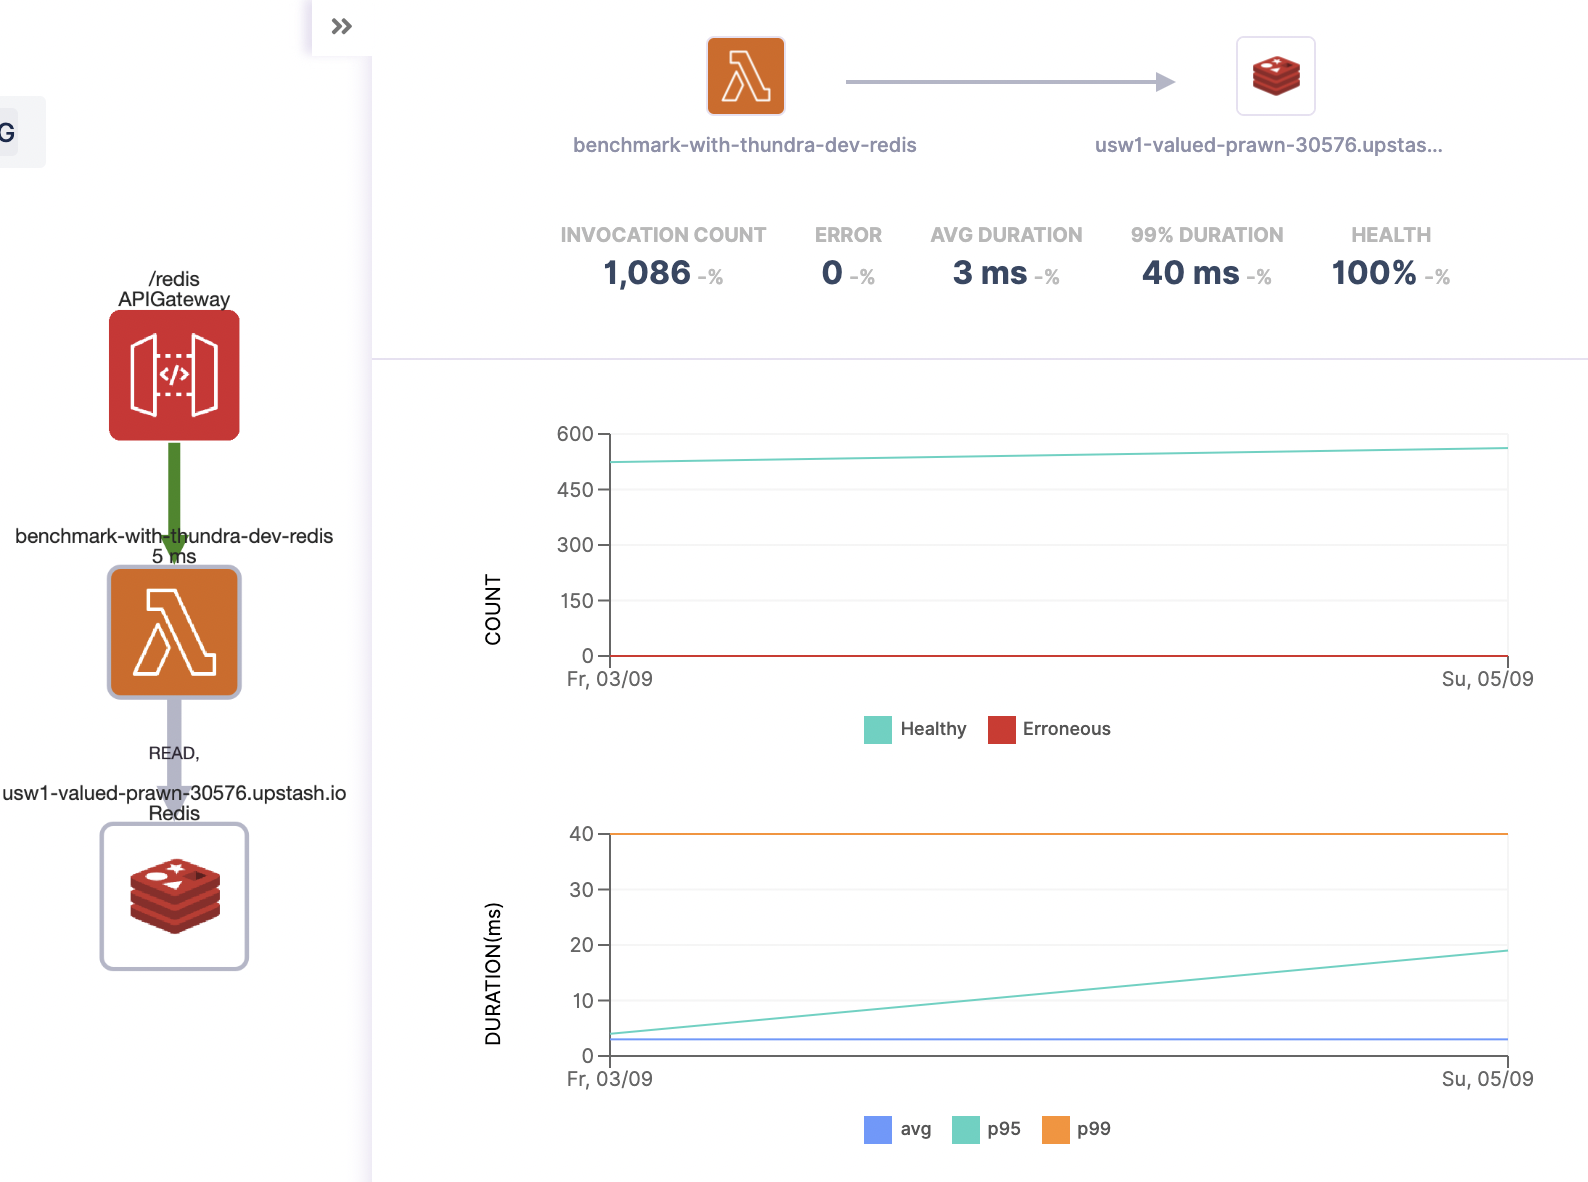 G
/redis
APIGateway
</>
benchmark-with-thundra-dev-redis
5 ms
READ,
usw1-valued-prawn-30576.upstash.io
Redis
benchmark-with-thundra-dev-redis
usw1-valued-prawn-30576.upstas...
INVOCATION COUNT ERROR AVG DURATION 99% DURATION HEALTH
1,086 -% 0 -% 3 ms -% 40 ms -% 100% -%
COUNT
600
450
300
150
0
Fr, 03/09 Su, 05/09
Healthy Erroneous
DURATION(ms)
40
30
20
10
0
Fr, 03/09 Su, 05/09
avg p95 p99